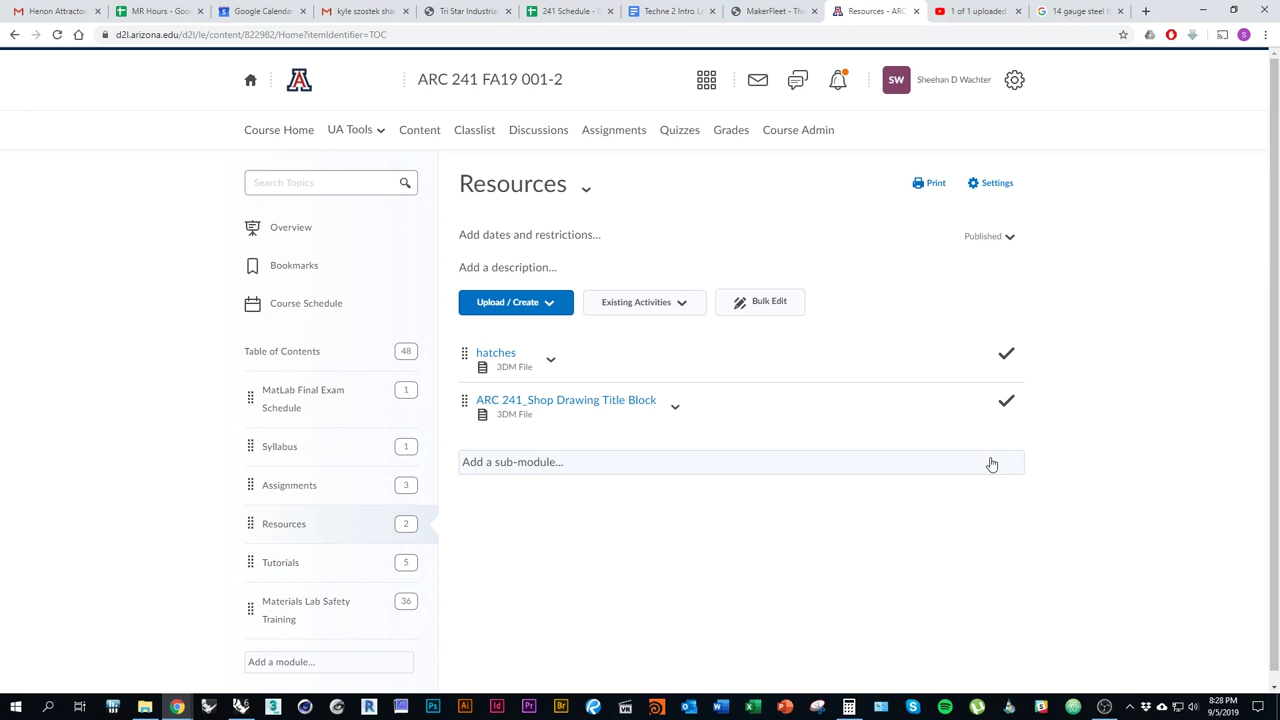 Henon Attractor
MR Hours - Goo
Google Calendar
kyle szostek shar
Tri Star Industrial
241 Schedule - G
Techne 2 Intro Le
MakerFleet - The
Resources - ARC
1 of 1 uploaded
14 gauge steel th
d2l.arizona.edu/d2l/le/content/822982/Home?itemIdentifier=TOC
S
A
ARC 241 FA19 001-2
SW
Sheehan D Wachter
Course Home
UA Tools
Content
Classlist
Discussions
Assignments
Quizzes
Grades
Course Admin
Search Topics
Overview
Bookmarks
Course Schedule
Table of Contents
48
MatLab Final Exam
Schedule
1
Syllabus
1
Assignments
3
Resources
2
Tutorials
5
Materials Lab Safety
Training
36
Add a module...
Resources
Print
Settings
Add dates and restrictions...
Published
Add a description...
Upload / Create
Existing Activities
Bulk Edit
hatches
3DM File
ARC 241_Shop Drawing Title Block
3DM File
Add a sub-module...
8:28 PM
9/5/2019